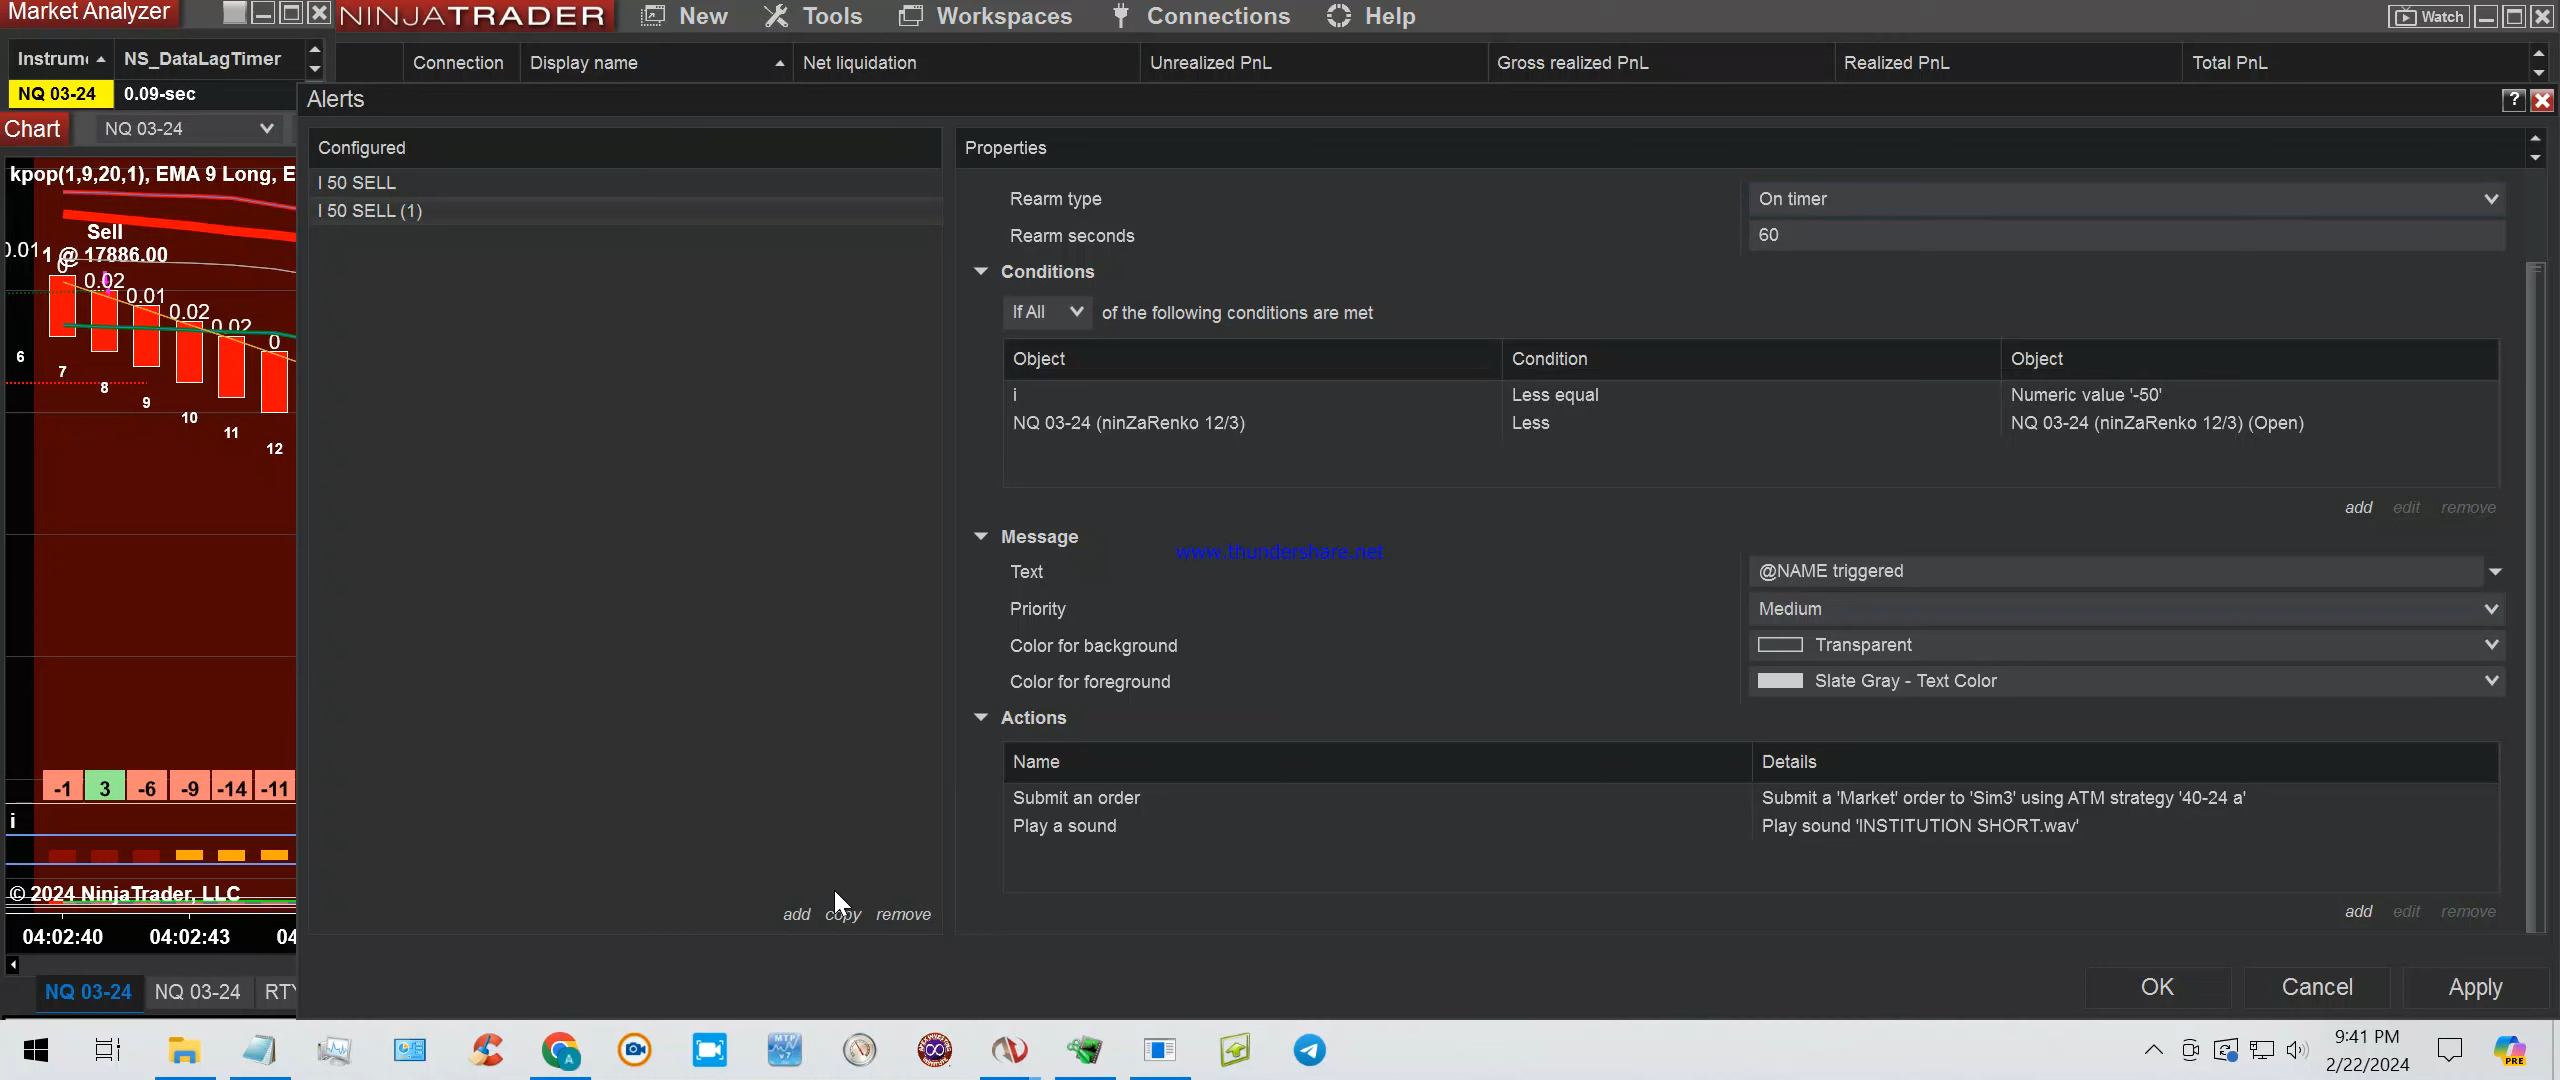 Market Analyzer
NINJATRADER
New
Tools
Workspaces
Connections
Help
Watch
Instrum
NS_DataLagTimer
Connection
Display name
Net liquidation
Unrealized PnL
Gross realized PnL
Realized PnL
Total PnL
NQ 03-24
0.09-sec
Alerts
?
Chart
NQ 03-24
Configured
Properties
kpop(1,9,20,1), EMA 9 Long, E
I 50 SELL
I 50 SELL (1)
Rearm type
On timer
Rearm seconds
60
Conditions
If All
of the following conditions are met
Object
Condition
Object
i
Less equal
Numeric value '-50'
NQ 03-24 (ninZaRenko 12/3)
Less
NQ 03-24 (ninZaRenko 12/3) (Open)
add edit remove
Message
www.thundershare.net
Text
@NAME triggered
Priority
Medium
Color for background
Transparent
Color for foreground
Slate Gray - Text Color
Actions
Name
Details
Submit an order
Submit a 'Market' order to 'Sim3' using ATM strategy '40-24 a'
Play a sound
Play sound 'INSTITUTION SHORT.wav'
add edit remove
add copy remove
OK
Cancel
Apply
Sell
0.01
1 @ 17886.00
0
0.02
0.01
0.02
0.02
0
6
7
8
9
10
11
12
-1
3
-6
-9
-14
-11
i
© 2024 NinjaTrader, LLC
04:02:40
04:02:43
04
NQ 03-24
NQ 03-24
RTY
A
MTP
v7
9:41 PM
2/22/2024
PRE